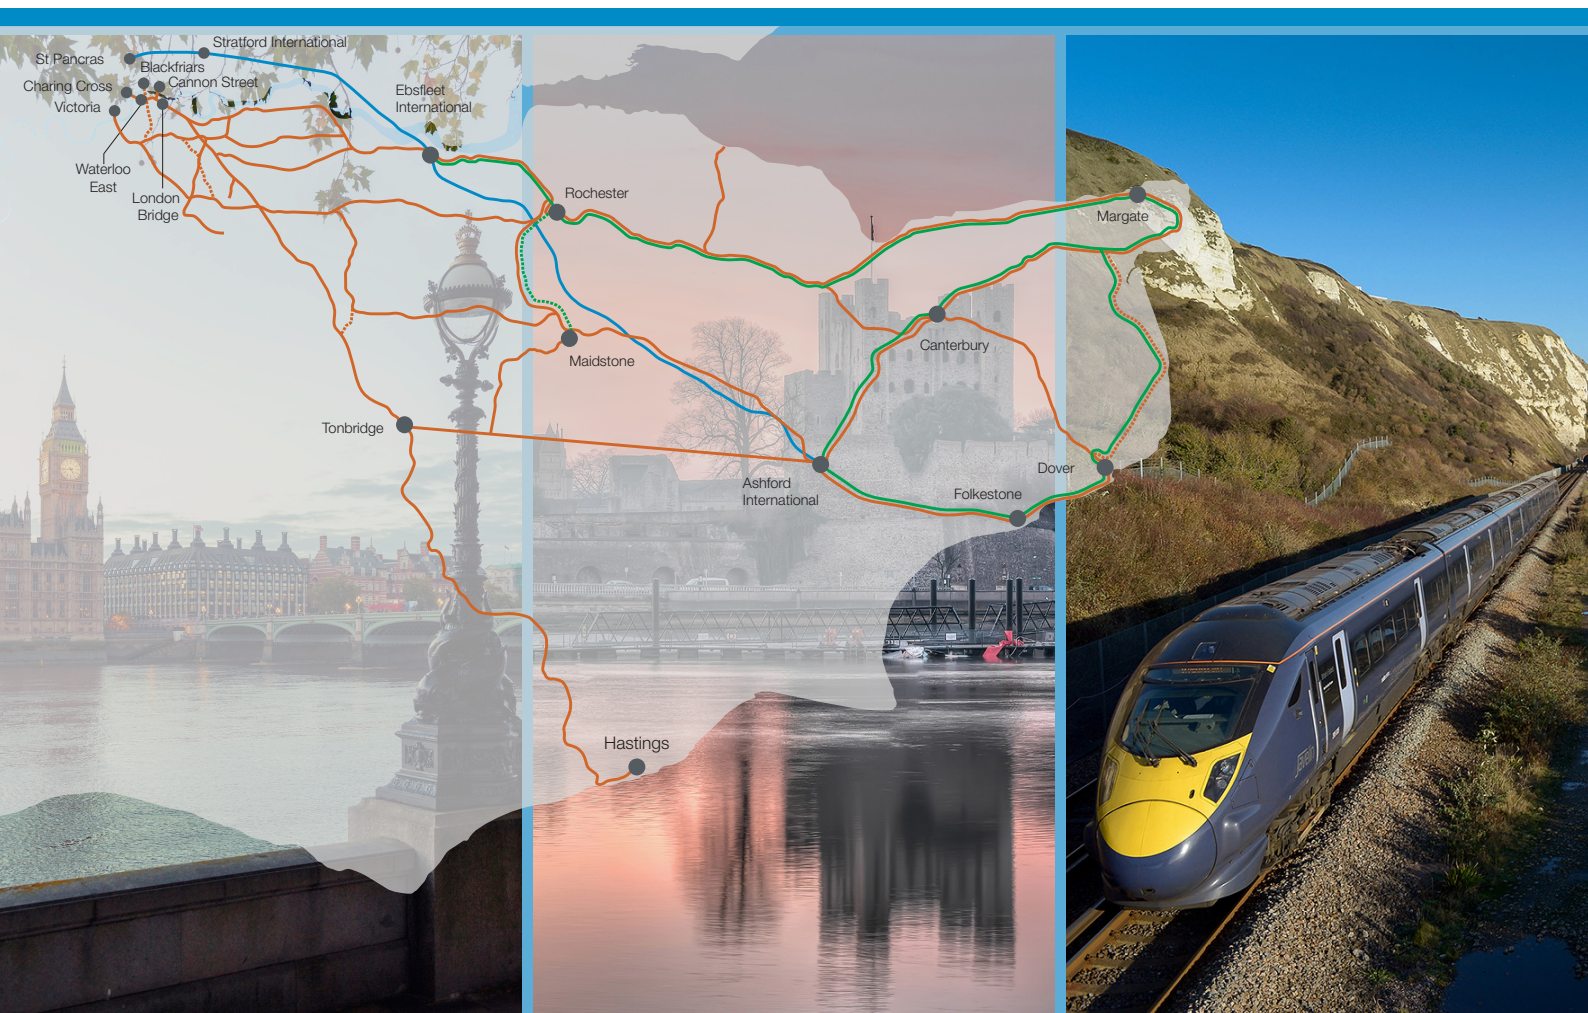 Stratford International
St Pancras
Blackfriars
Charing Cross
Cannon Street
Victoria
Ebsfleet
International
Waterloo
East
London
Bridge
Rochester
Margate
Maidstone
Canterbury
Tonbridge
Ashford
International
Dover
Folkestone
Hastings